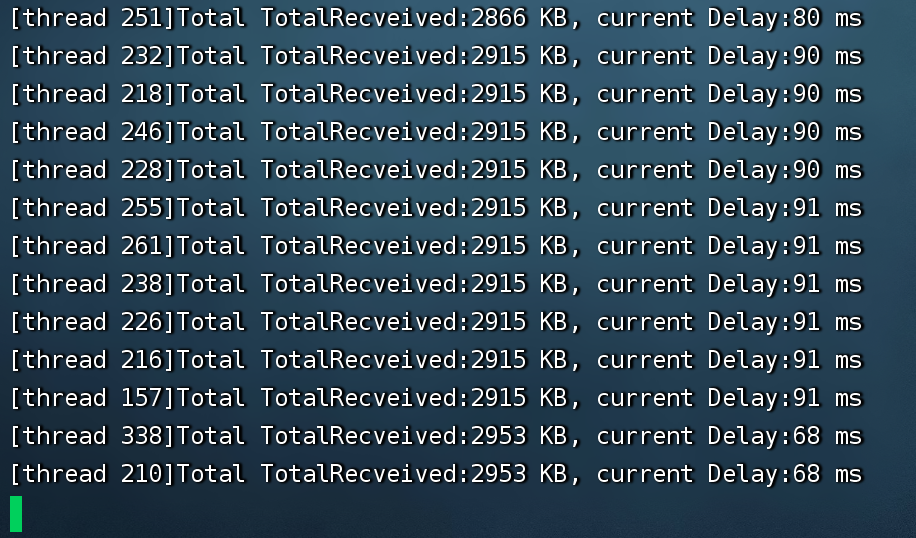 [thread 251]Total TotalRecveived:2866 KB, current Delay:80 ms
[thread 232]Total TotalRecveived:2915 KB, current Delay:90 ms
[thread 218]Total TotalRecveived:2915 KB, current Delay:90 ms
[thread 246]Total TotalRecveived:2915 KB, current Delay:90 ms
[thread 228]Total TotalRecveived:2915 KB, current Delay:90 ms
[thread 255]Total TotalRecveived:2915 KB, current Delay:91 ms
[thread 261]Total TotalRecveived:2915 KB, current Delay:91 ms
[thread 238]Total TotalRecveived:2915 KB, current Delay:91 ms
[thread 226]Total TotalRecveived:2915 KB, current Delay:91 ms
[thread 216]Total TotalRecveived:2915 KB, current Delay:91 ms
[thread 157]Total TotalRecveived:2915 KB, current Delay:91 ms
[thread 338]Total TotalRecveived:2953 KB, current Delay:68 ms
[thread 210]Total TotalRecveived:2953 KB, current Delay:68 ms